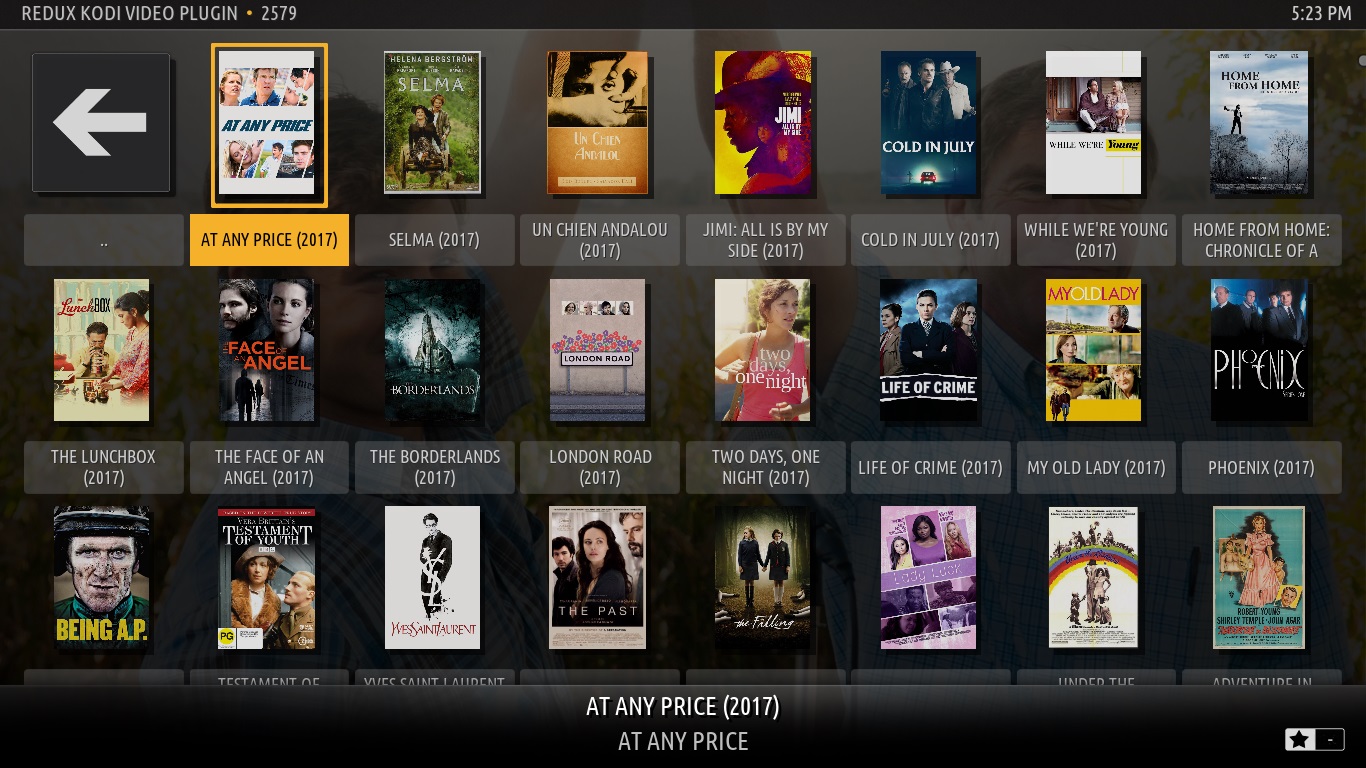 REDUX KODI VIDEO PLUGIN • 2579
5:23 PM
AT ANY PRICE
HELENA BERGSTRÖM
SELMA
UN CHIEN
ANDALOU
JIMI
ALL IS BY
MY SIDE
COLD IN JULY
WHILE WE'RE Young
HOME
FROM HOME
..
AT ANY PRICE (2017)
SELMA (2017)
UN CHIEN ANDALOU
(2017)
JIMI: ALL IS BY MY
SIDE (2017)
COLD IN JULY (2017)
WHILE WE'RE YOUNG
(2017)
HOME FROM HOME:
CHRONICLE OF A
LUNCHBOX
FACE OF
AN ANGEL
BORDERLANDS
LONDON ROAD
two
days,
one night
LIFE OF CRIME
MY OLD LADY
PHOENIX
THE LUNCHBOX
(2017)
THE FACE OF AN
ANGEL (2017)
THE BORDERLANDS
(2017)
LONDON ROAD
(2017)
TWO DAYS, ONE
NIGHT (2017)
LIFE OF CRIME (2017)
MY OLD LADY (2017)
PHOENIX (2017)
BEING A.P.
VERA BRITTAIN'S
TESTAMENT
OF YOUTH
BBC
PG
YVES SAINT LAURENT
THE PAST
the Falling
Lady Luck
ROBERT YOUNG
SHIRLEY TEMPLE · JOHN AGAR
TESTAMENT OF
YVES SAINT LAURENT
UNDER THE
ADVENTURE IN
AT ANY PRICE (2017)
AT ANY PRICE
-